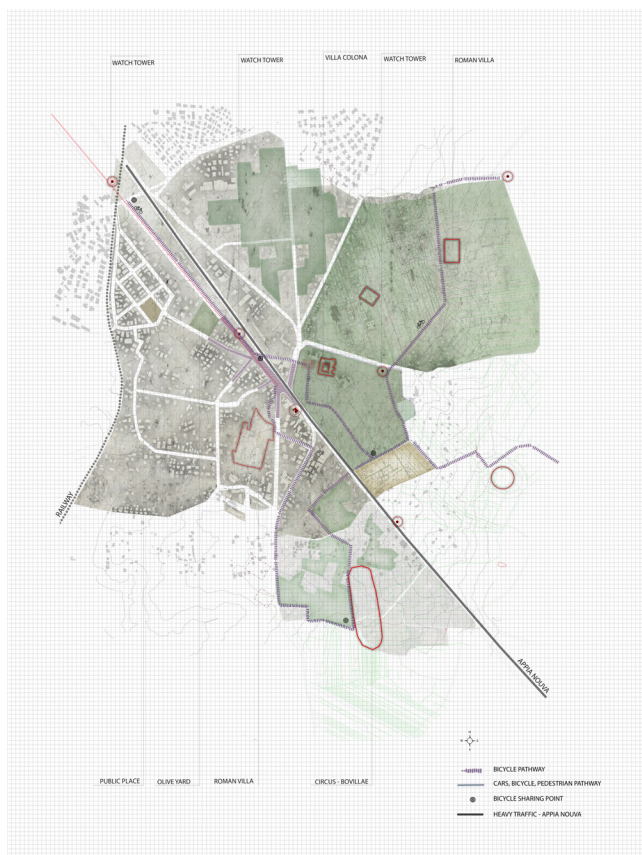 WATCH TOWER
WATCH TOWER
VILLA COLONA
WATCH TOWER
ROMAN VILLA
RAILWAY
APPIA NOUVA
PUBLIC PLACE
OLIVE YARD
ROMAN VILLA
CIRCUS - BOVILLAE
BICYCLE PATHWAY
CARS, BICYCLE, PEDESTRIAN PATHWAY
BICYCLE SHARING POINT
HEAVY TRAFFIC - APPIA NOUVA